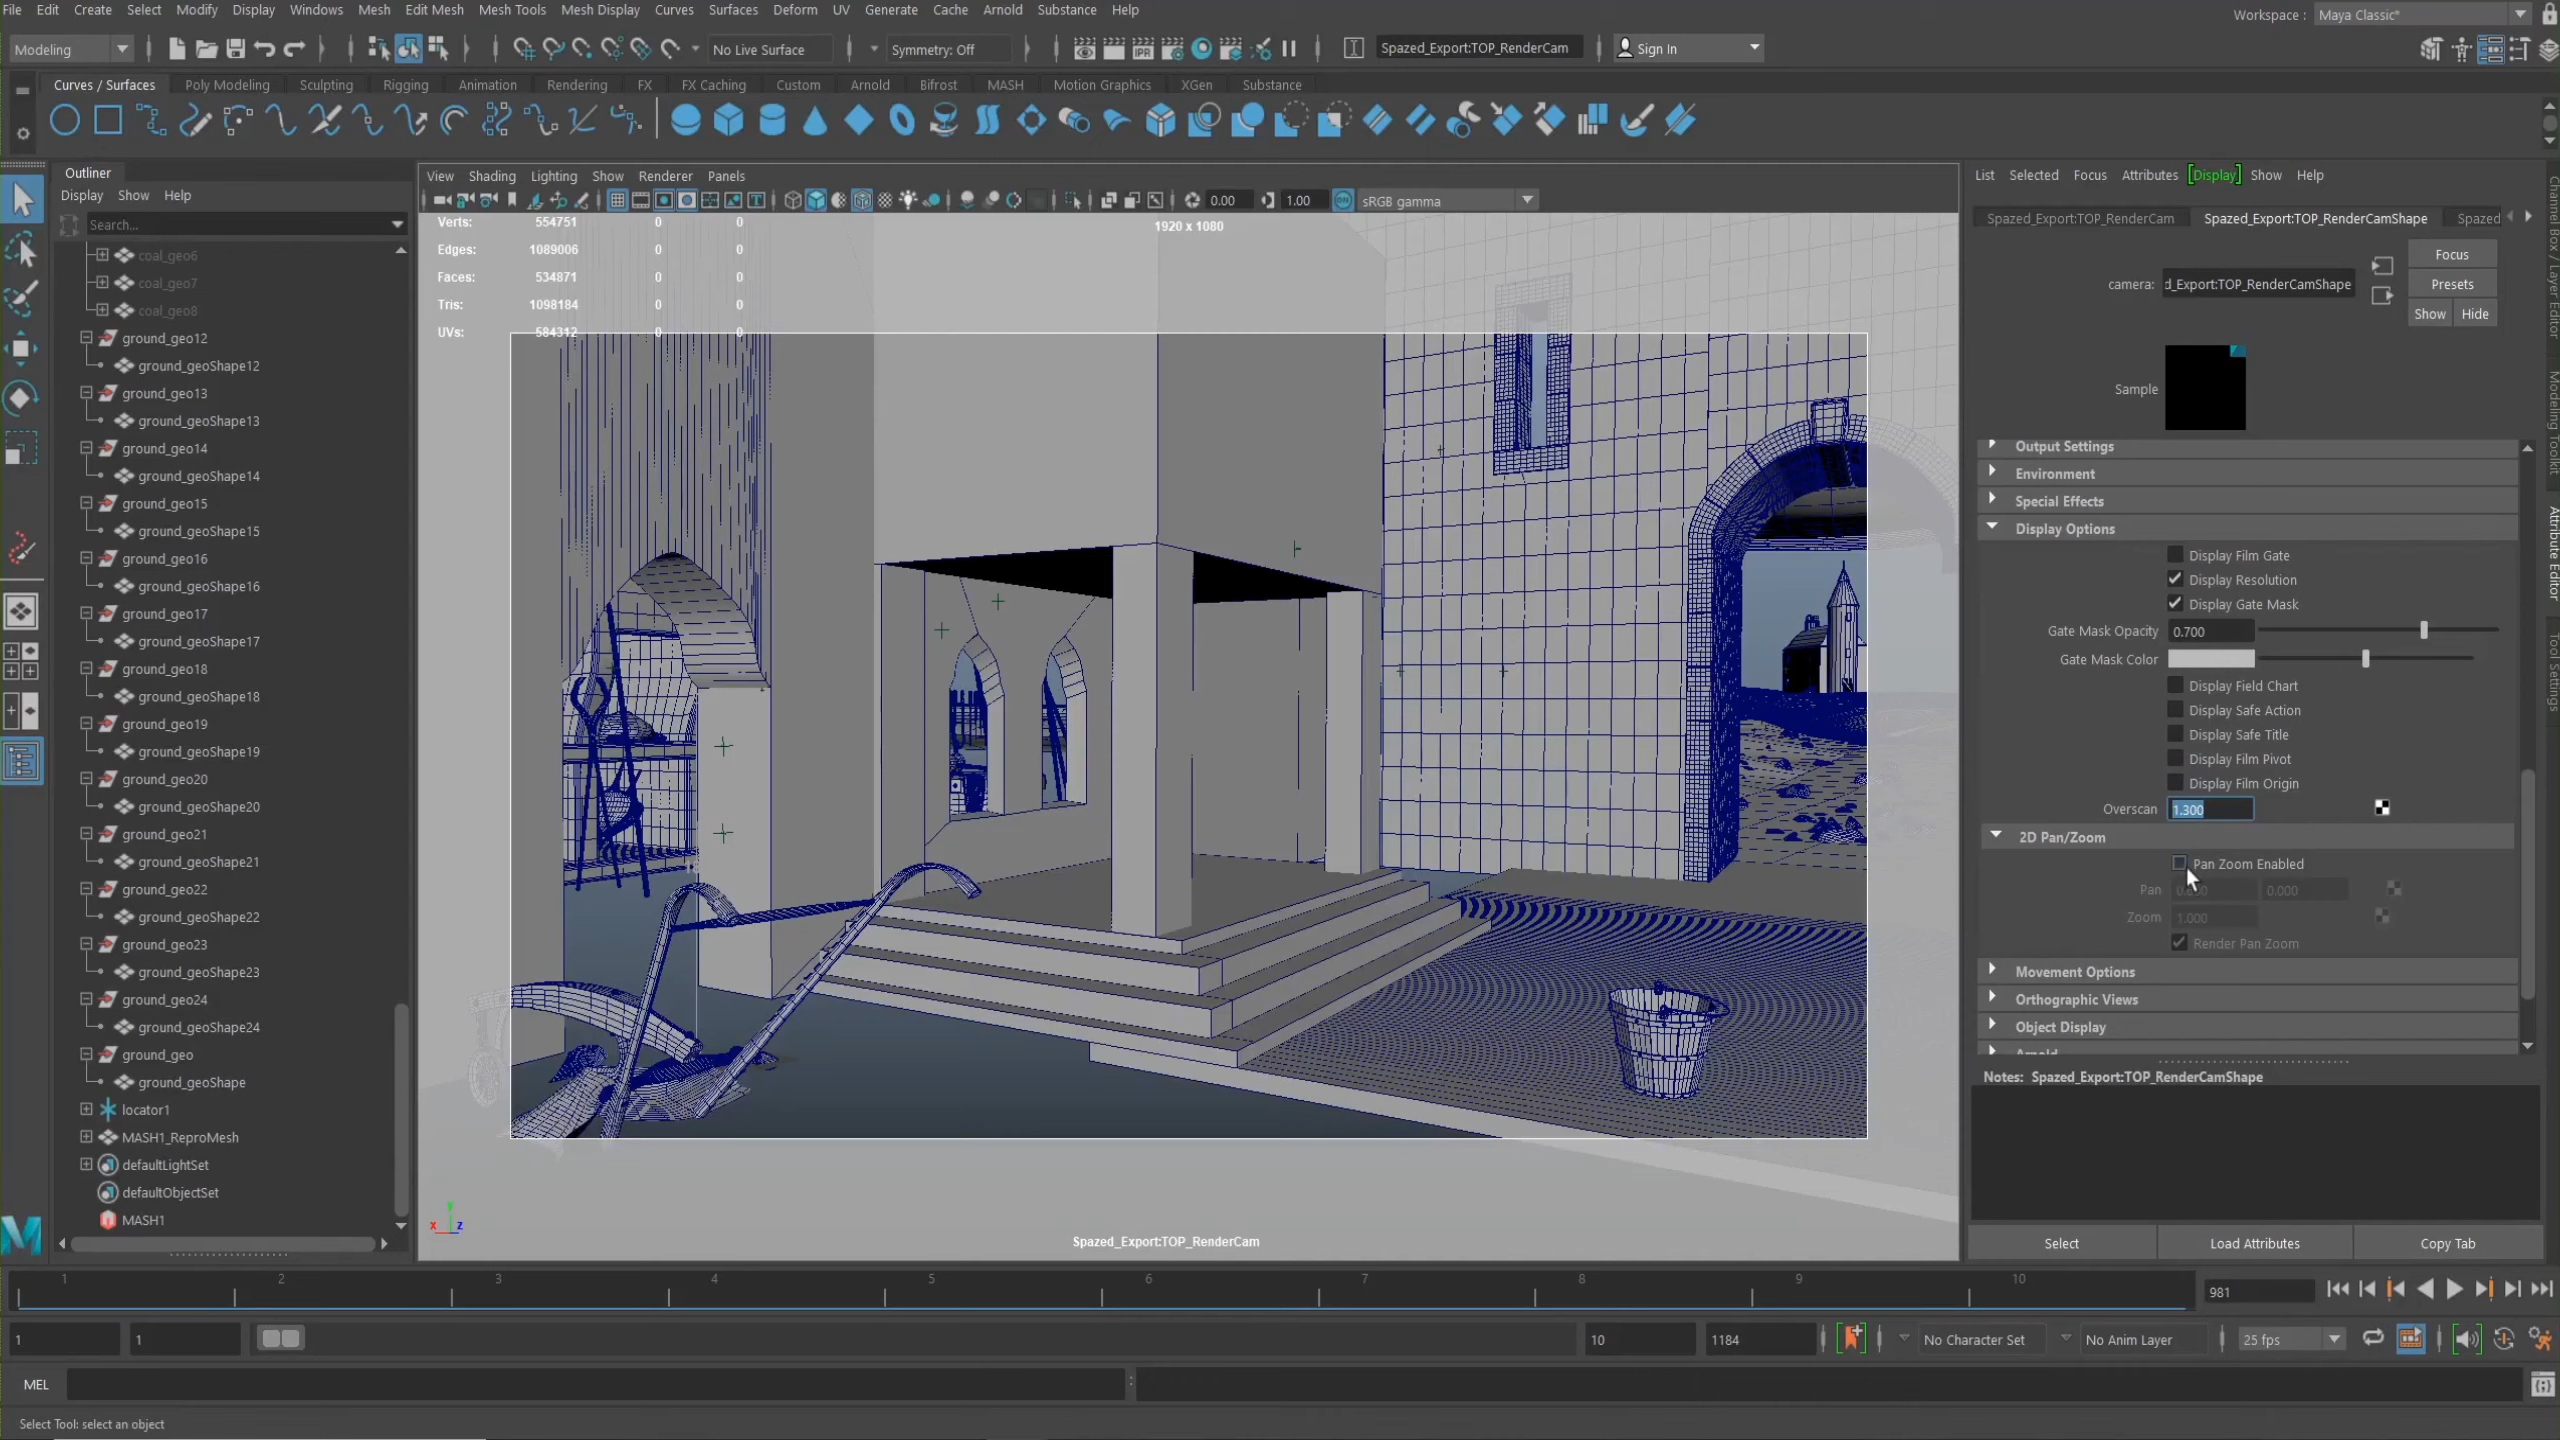 File Edit Create Select Modify Display Windows Mesh Edit Mesh Mesh Tools Mesh Display Curves Surfaces Deform UV Generate Cache Arnold Substance Help
Workspace : Maya Classic*
Modeling No Live Surface Symmetry: Off IPR Spazed_Export:TOP_RenderCam Sign In
Curves / Surfaces Poly Modeling Sculpting Rigging Animation Rendering FX FX Caching Custom Arnold Bifrost MASH Motion Graphics XGen Substance
Outliner
Display Show Help
Search...
coal_geo6
coal_geo7
coal_geo8
ground_geo12
ground_geoShape12
ground_geo13
ground_geoShape13
ground_geo14
ground_geoShape14
ground_geo15
ground_geoShape15
ground_geo16
ground_geoShape16
ground_geo17
ground_geoShape17
ground_geo18
ground_geoShape18
ground_geo19
ground_geoShape19
ground_geo20
ground_geoShape20
ground_geo21
ground_geoShape21
ground_geo22
ground_geoShape22
ground_geo23
ground_geoShape23
ground_geo24
ground_geoShape24
ground_geo
ground_geoShape
locator1
MASH1_ReproMesh
defaultLightSet
defaultObjectSet
MASH1
View Shading Lighting Show Renderer Panels
0.00 1.00 sRGB gamma
1920 x 1080
Verts: 554751 0 0
Edges: 1089006 0 0
Faces: 534871 0 0
Tris: 1098184 0 0
UVs: 584312 0 0
y
x z
Spazed_Export:TOP_RenderCam
List Selected Focus Attributes [Display] Show Help
Spazed_Export:TOP_RenderCam Spazed_Export:TOP_RenderCamShape Spazed
Focus
camera: d_Export:TOP_RenderCamShape
Presets
Show Hide
Sample
Output Settings
Environment
Special Effects
Display Options
Display Film Gate
Display Resolution
Display Gate Mask
Gate Mask Opacity 0.700
Gate Mask Color
Display Field Chart
Display Safe Action
Display Safe Title
Display Film Pivot
Display Film Origin
Overscan 1.300
2D Pan/Zoom
Pan Zoom Enabled
Pan 0.000
Zoom 1.000
Render Pan Zoom
Movement Options
Orthographic Views
Object Display
Arnold
Notes: Spazed_Export:TOP_RenderCamShape
Select Load Attributes Copy Tab
Channel Box / Layer Editor
Modeling Toolkit
Attribute Editor
Tool Settings
1 2 3 4 5 6 7 8 9 10
981
1 1 10 1184 No Character Set No Anim Layer 25 fps
MEL
Select Tool: select an object